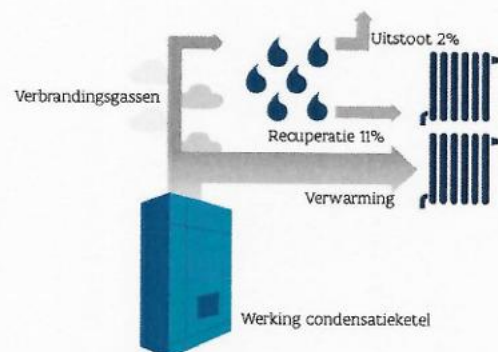 Uitstoot 2%
Verbrandingsgassen
Recuperatie 11%
Verwarming
Werking condensatieketel